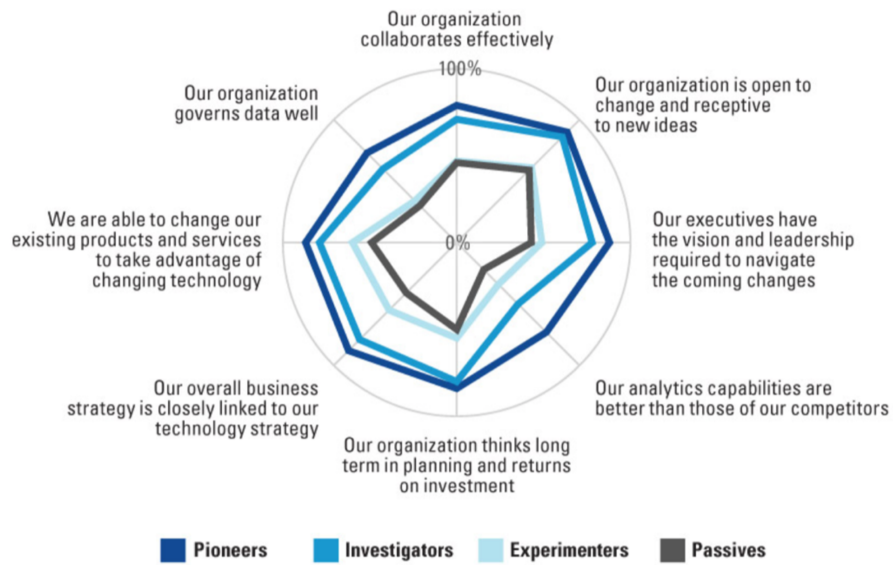 Our organization
collaborates effectively
100%
Our organization is open to
change and receptive
to new ideas
Our organization
governs data well
We are able to change our
existing products and services
to take advantage of
changing technology
0%
Our executives have
the vision and leadership
required to navigate
the coming changes
Our overall business
strategy is closely linked to our
technology strategy
Our analytics capabilities are
better than those of our competitors
Our organization thinks long
term in planning and returns
on investment
Pioneers
Investigators
Experimenters
Passives